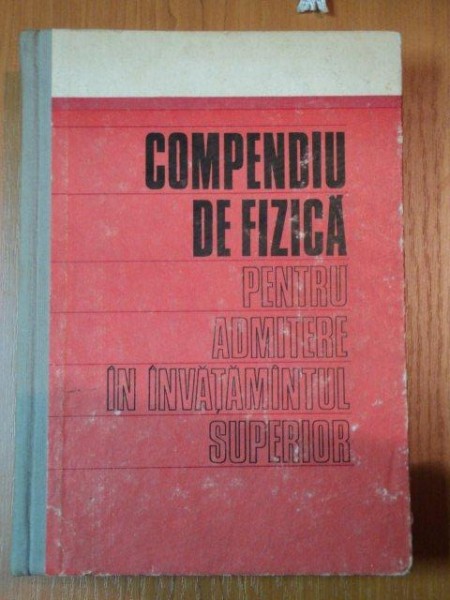 COMPENDIU
DE FIZICĂ
PENTRU
ADMITERE
ÎN ÎNVĂȚĂMÎNTUL
SUPERIOR